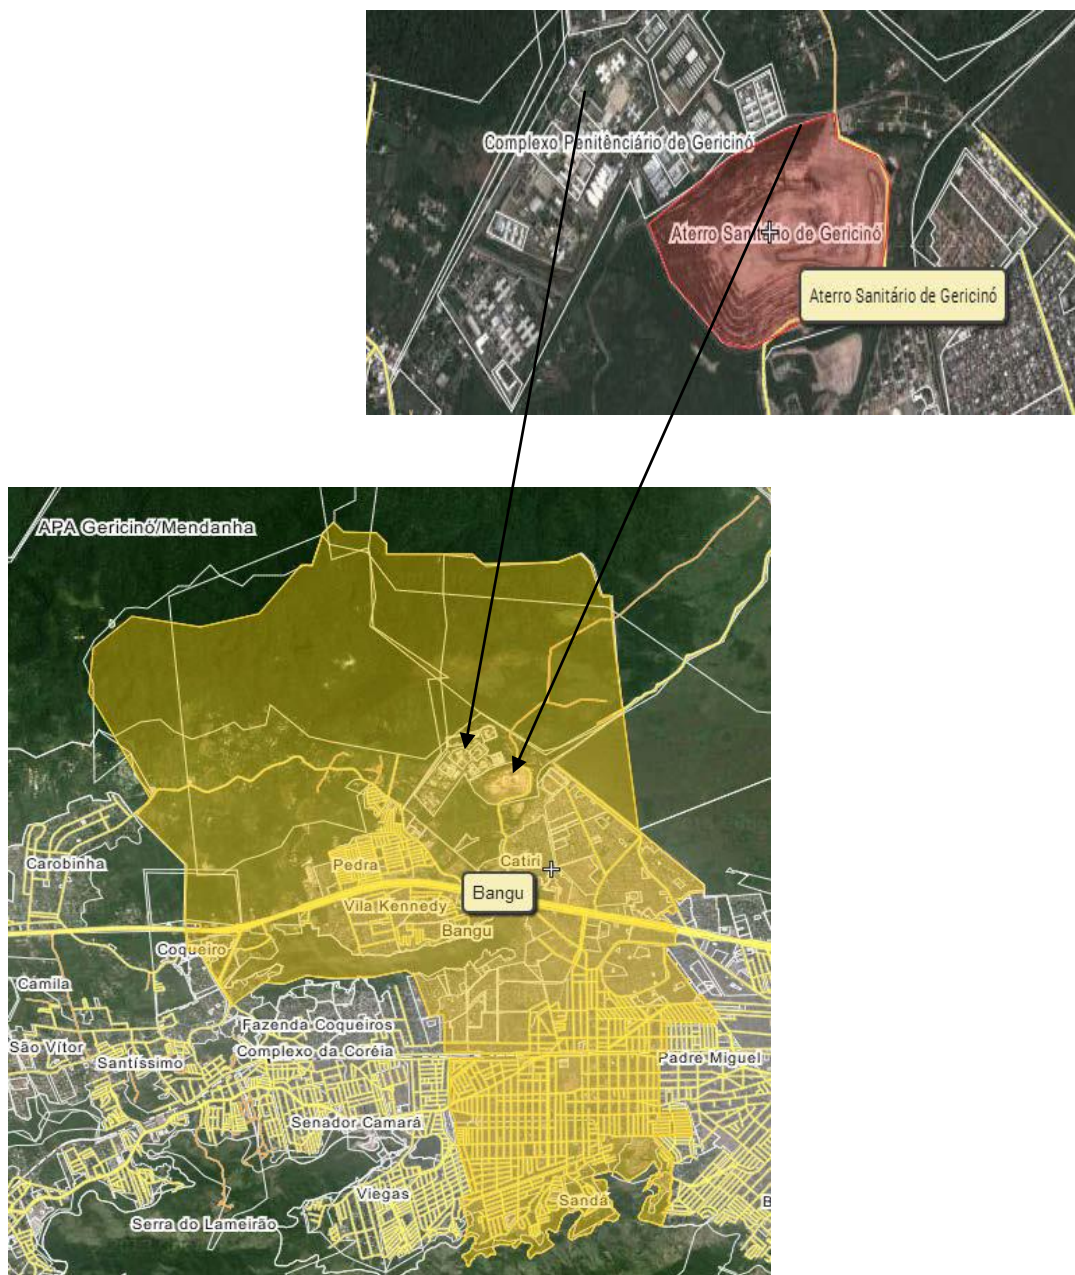 Complexo Penitênciário de Gericinó
Aterro Sanitário de Gericinó
Aterro Sanitário de Gericinó
APA Gericinó/Mendanha
Carobinha
Pedra
Catiri
Bangu
Vila Kennedy
Bangu
Coqueiro
Camila
Fazenda Coqueiros
São Vítor
Complexo da Coréia
Santíssimo
Padre Miguel
Senador Camará
Viegas
Sandá
Serra do Lameirão
B